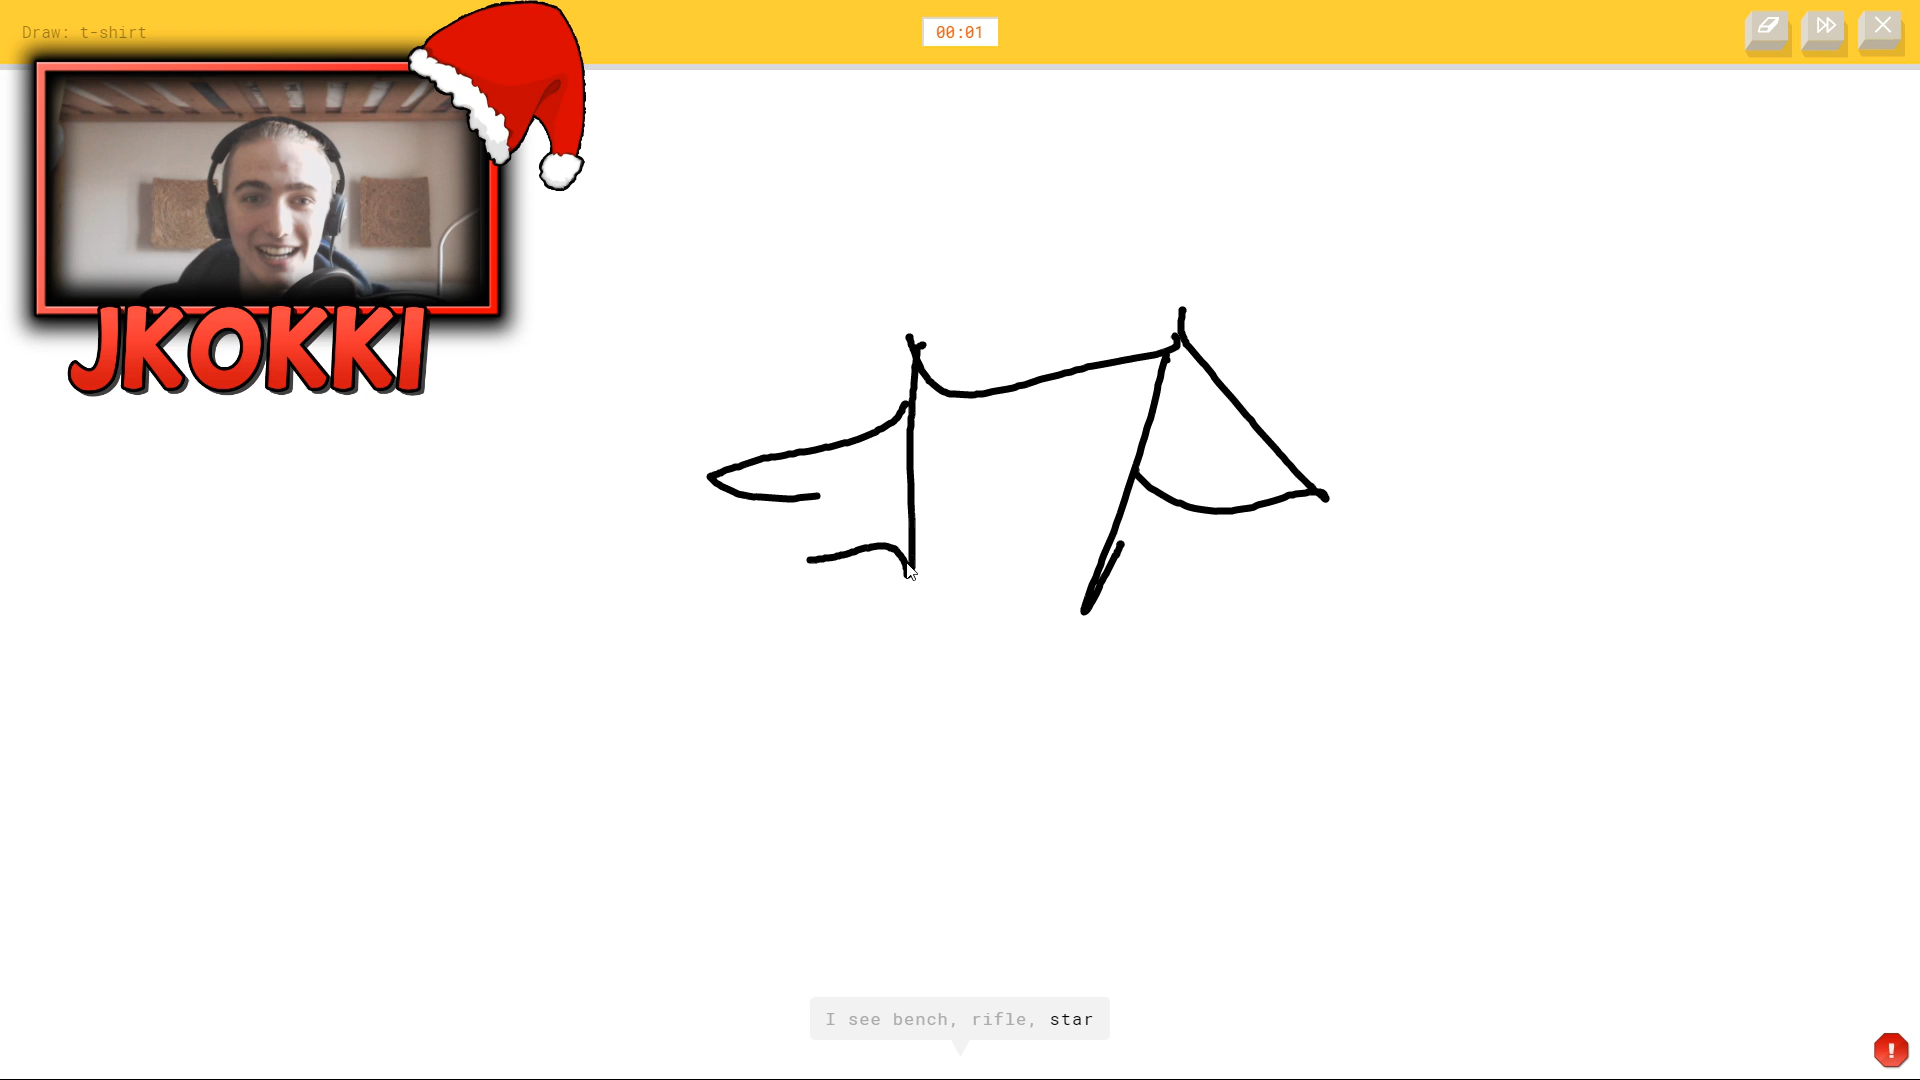 Draw: t-shirt
00:01
JKOKKI
I see bench, rifle, star
!